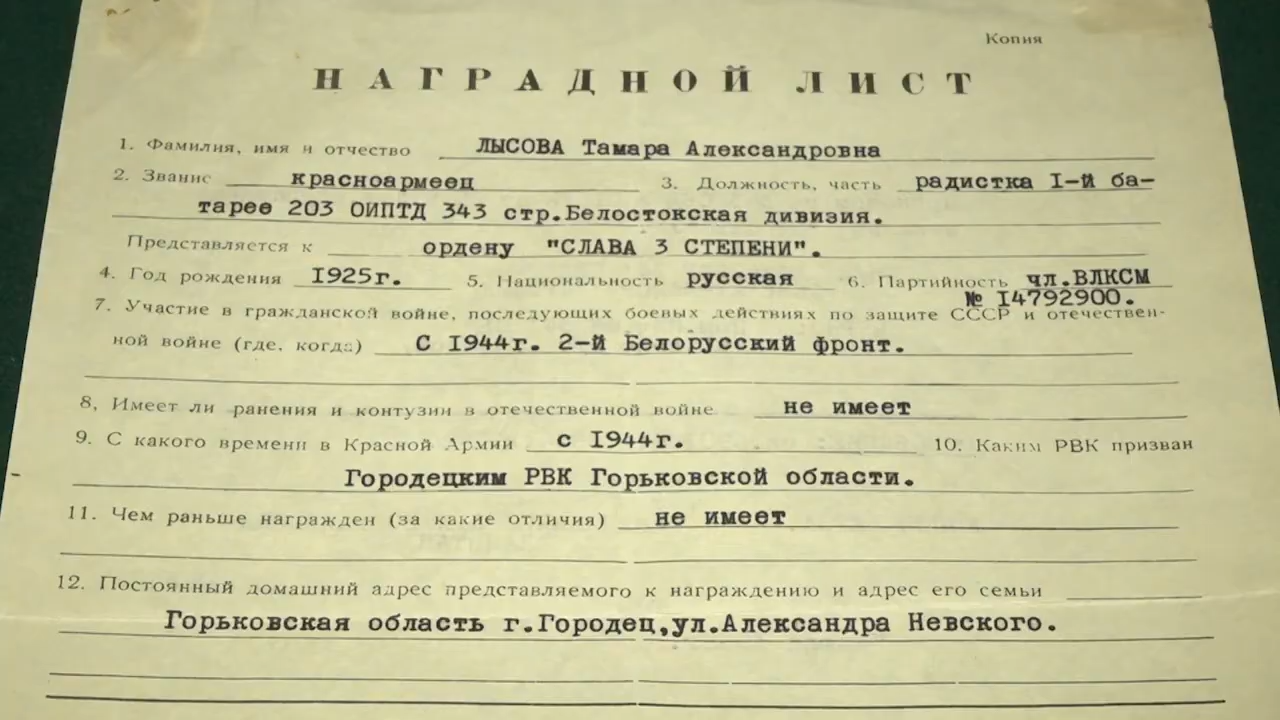 Копия
НАГРАДНОЙ ЛИСТ
1. Фамилия, имя и отчество ЛЫСОВА Тамара Александровна
2. Звание красноармеец 3. Должность, часть радистка I-й ба-
тарее 203 ОИПТД 343 стр.Белостокская дивизия.
Представляется к ордену "СЛАВА 3 СТЕПЕНИ".
4. Год рождения I925г. 5. Национальность русская 6. Партийность чл.ВЛКСМ
№ I4792900.
7. Участие в гражданской войне, последующих боевых действиях по защите СССР и отечествен-
ной войне (где, когда) С I944г. 2-й Белорусский фронт.
8, Имеет ли ранения и контузии в отечественной войне не имеет
9. С какого времени в Красной Армии с I944г. 10. Каким РВК призван
Городецким РВК Горьковской области.
11. Чем раньше награжден (за какие отличия) не имеет
12. Постоянный домашний адрес представляемого к награждению и адрес его семьи
Горьковская область г.Городец,ул.Александра Невского.